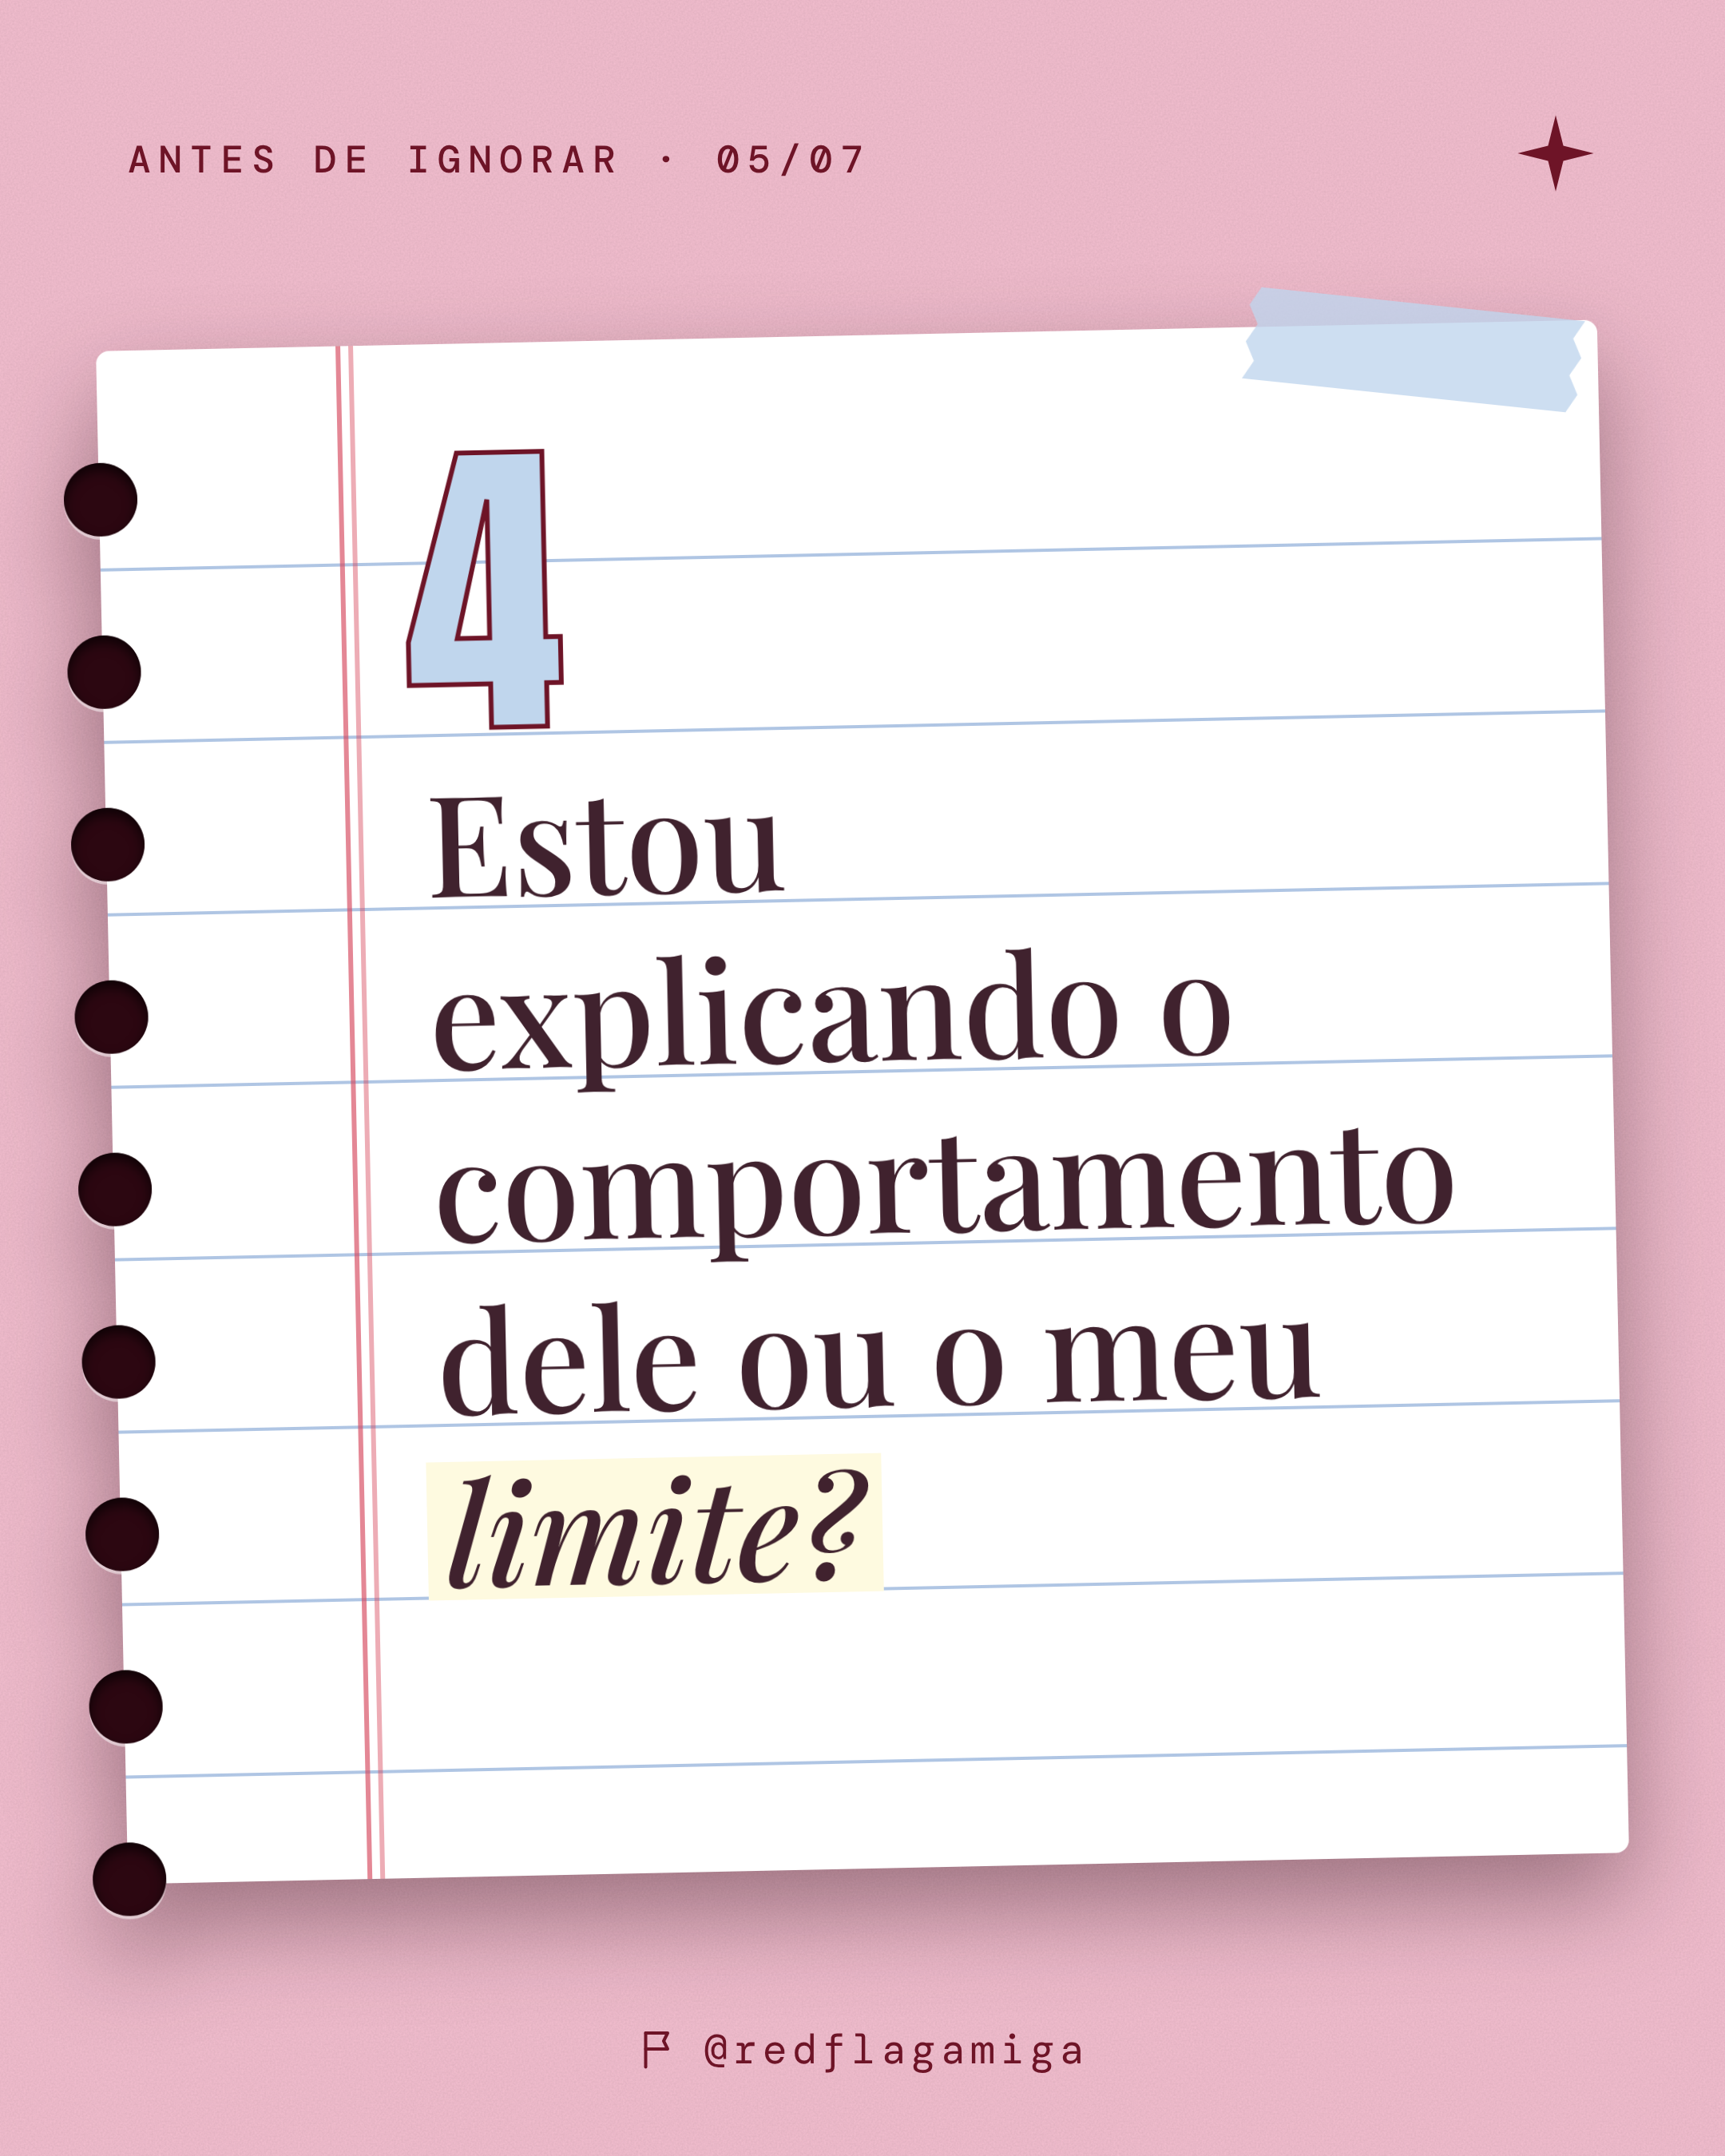 ANTES DE IGNORAR · 05/07
4
Estou
explicando o
comportamento
dele ou o meu
limite?
@redflagamiga